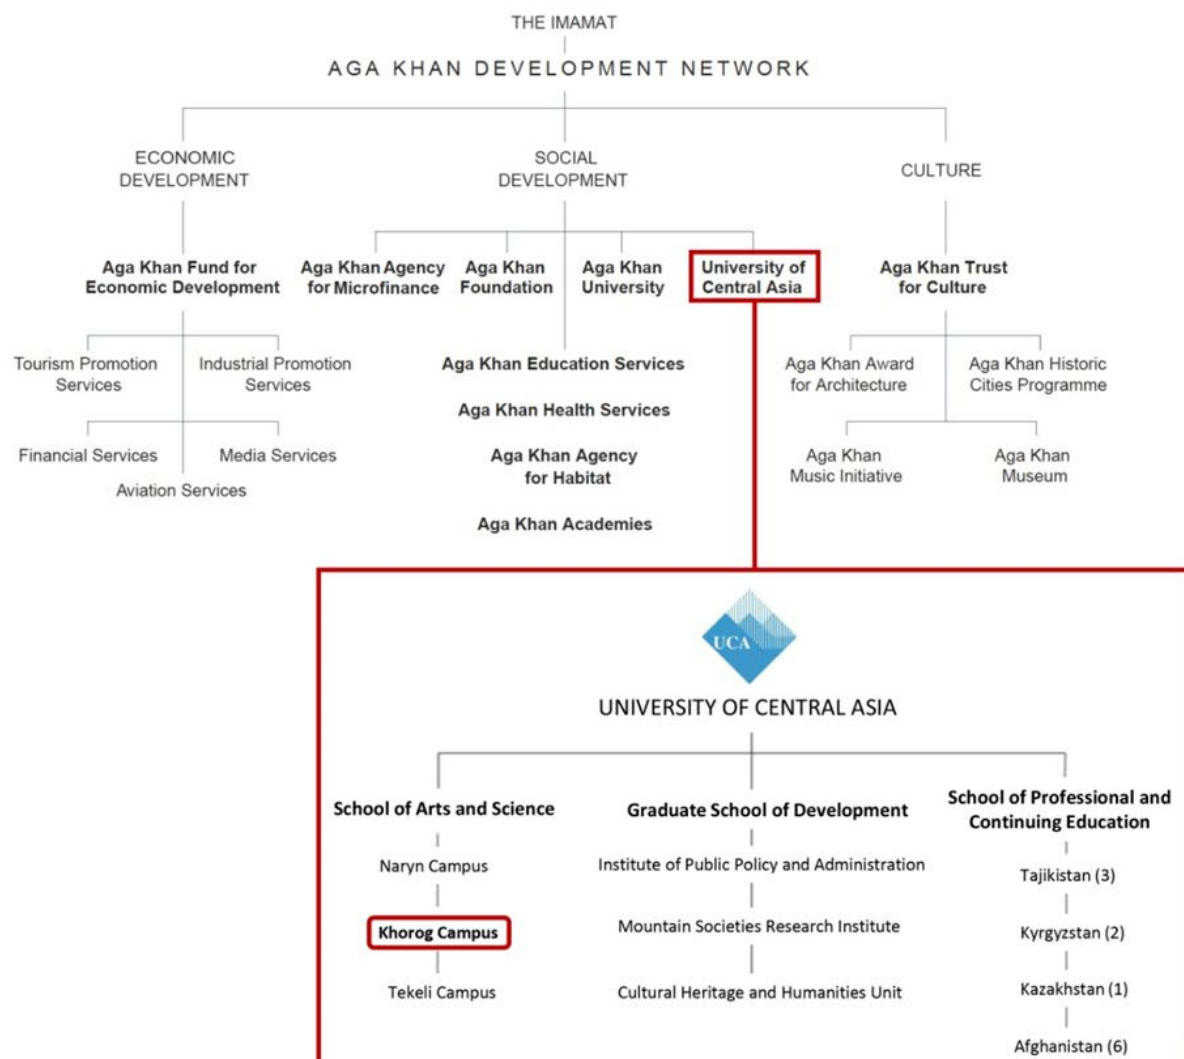 THE IMAMAT
AGA KHAN DEVELOPMENT NETWORK
ECONOMIC
DEVELOPMENT
SOCIAL
DEVELOPMENT
CULTURE
Aga Khan Fund for
Economic Development
Aga Khan Agency
for Microfinance
Aga Khan
Foundation
Aga Khan
University
University of
Central Asia
Aga Khan Trust
for Culture
Tourism Promotion
Services
Industrial Promotion
Services
Financial Services
Media Services
Aviation Services
Aga Khan Education Services
Aga Khan Health Services
Aga Khan Agency
for Habitat
Aga Khan Academies
Aga Khan Award
for Architecture
Aga Khan Historic
Cities Programme
Aga Khan
Music Initiative
Aga Khan
Museum
UCA
UNIVERSITY OF CENTRAL ASIA
School of Arts and Science
Naryn Campus
Khorog Campus
Tekeli Campus
Graduate School of Development
Institute of Public Policy and Administration
Mountain Societies Research Institute
Cultural Heritage and Humanities Unit
School of Professional and
Continuing Education
Tajikistan (3)
Kyrgyzstan (2)
Kazakhstan (1)
Afghanistan (6)